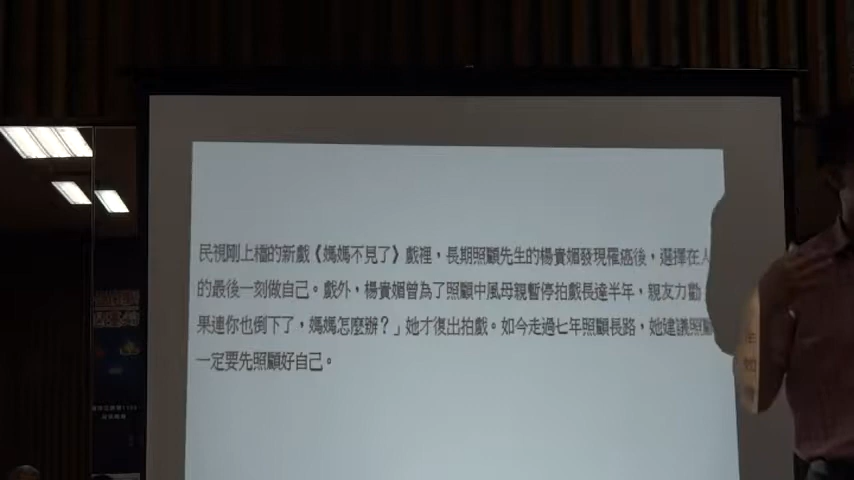 民視剛上檔的新戲《媽媽不見了》戲裡，長期照顧先生的楊貴媚發現罹癌後，選擇在人
的最後一刻做自己。戲外，楊貴媚曾為了照顧中風母親暫停拍戲長達半年，親友力勸
果連你也倒下了，媽媽怎麼辦？」她才復出拍戲。如今走過七年照顧長路，她建議照顧
一定要先照顧好自己。